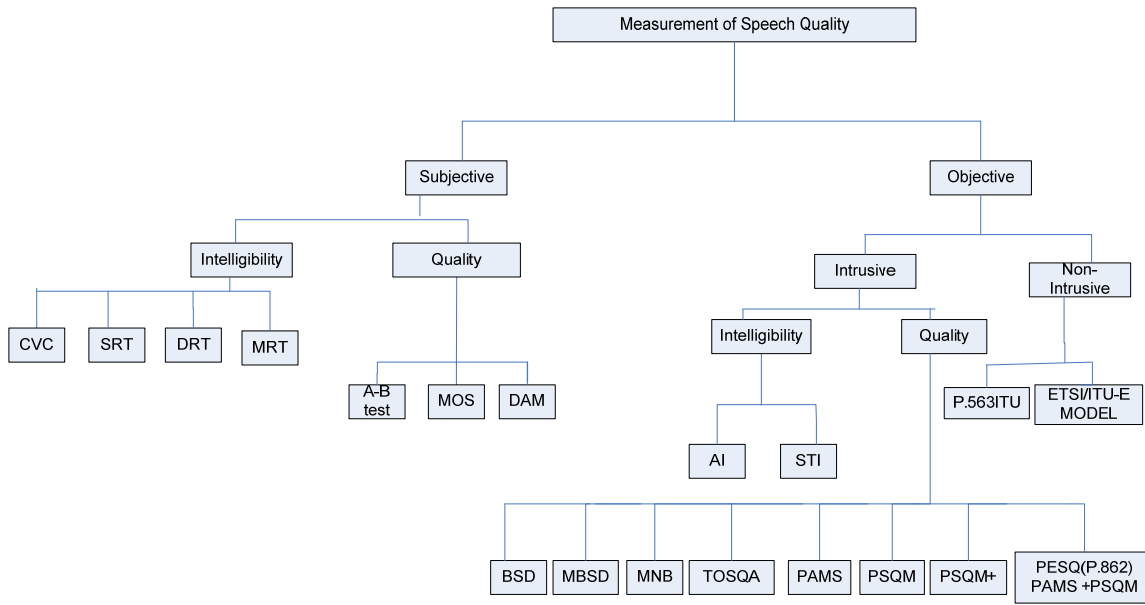 Measurement of Speech Quality
Subjective
Objective
Intelligibility
Quality
Intrusive
Non-
Intrusive
CVC
SRT
DRT
MRT
Intelligibility
Quality
A-B
test
MOS
DAM
P.563ITU
ETSI/ITU-E
MODEL
AI
STI
BSD
MBSD
MNB
TOSQA
PAMS
PSQM
PSQM+
PESQ(P.862)
PAMS +PSQM